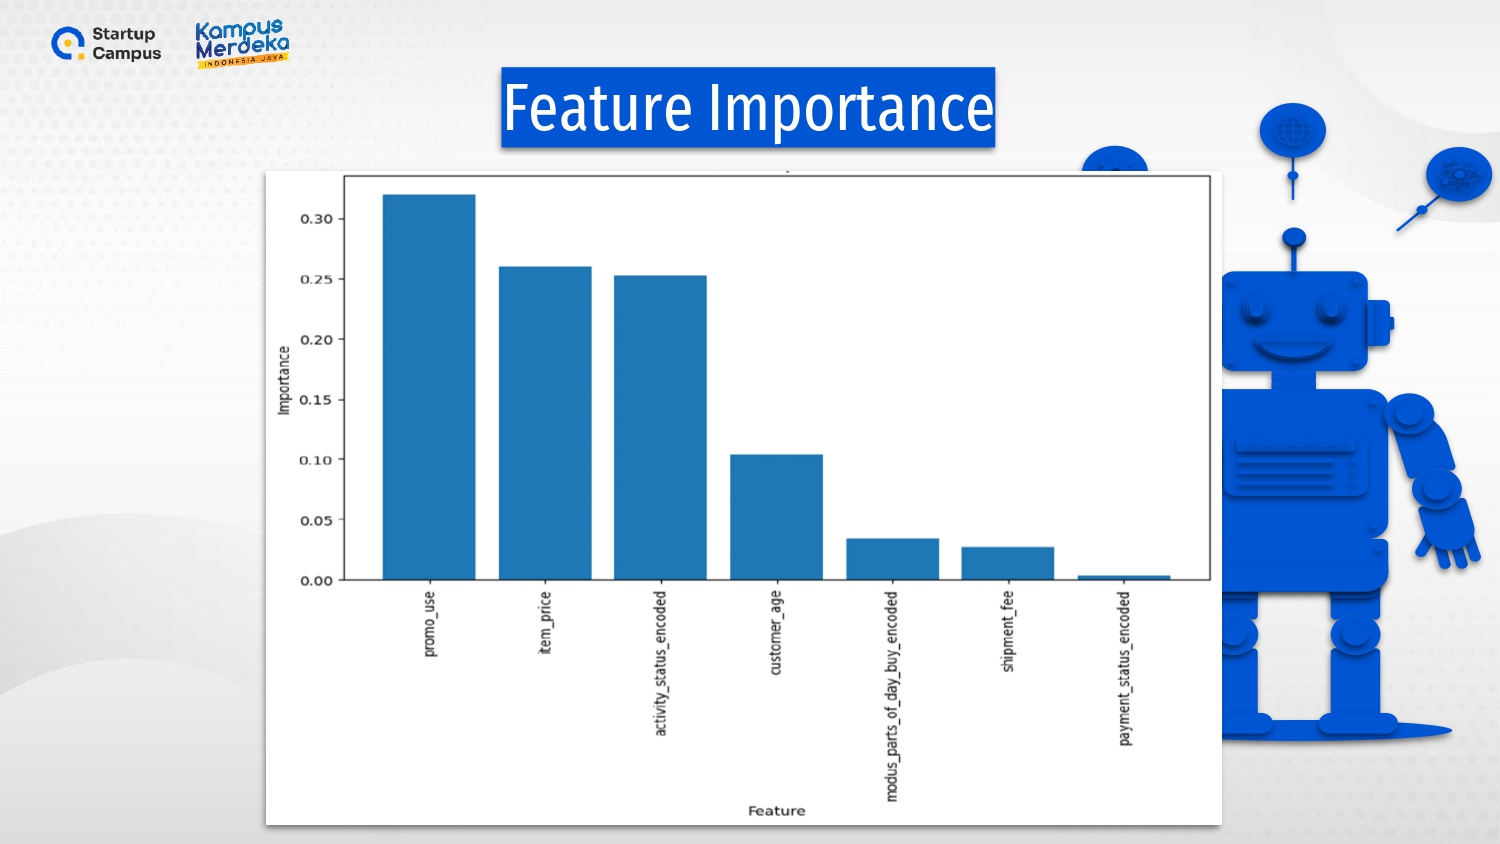 Startup
Campus
Kampus
Merdeka
INDONESIA JAYA
Feature Importance
0.30
0.25
0.20
0.15
0.10
0.05
0.00
Importance
promo_use
item_price
activity_status_encoded
customer_age
modus_parts_of_day_buy_encoded
shipment_fee
payment_status_encoded
Feature